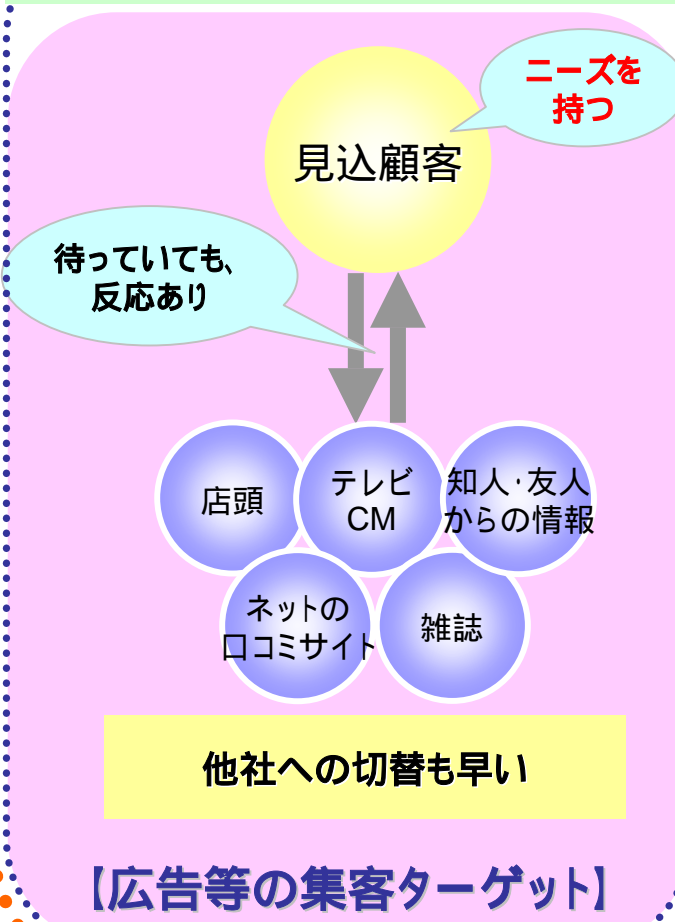 ニーズを
持つ
見込顧客
待っていても、
反応あり
店頭
テレビ
CM
知人・友人
からの情報
ネットの
口コミサイト
雑誌
他社への切替も早い
【広告等の集客ターゲット】